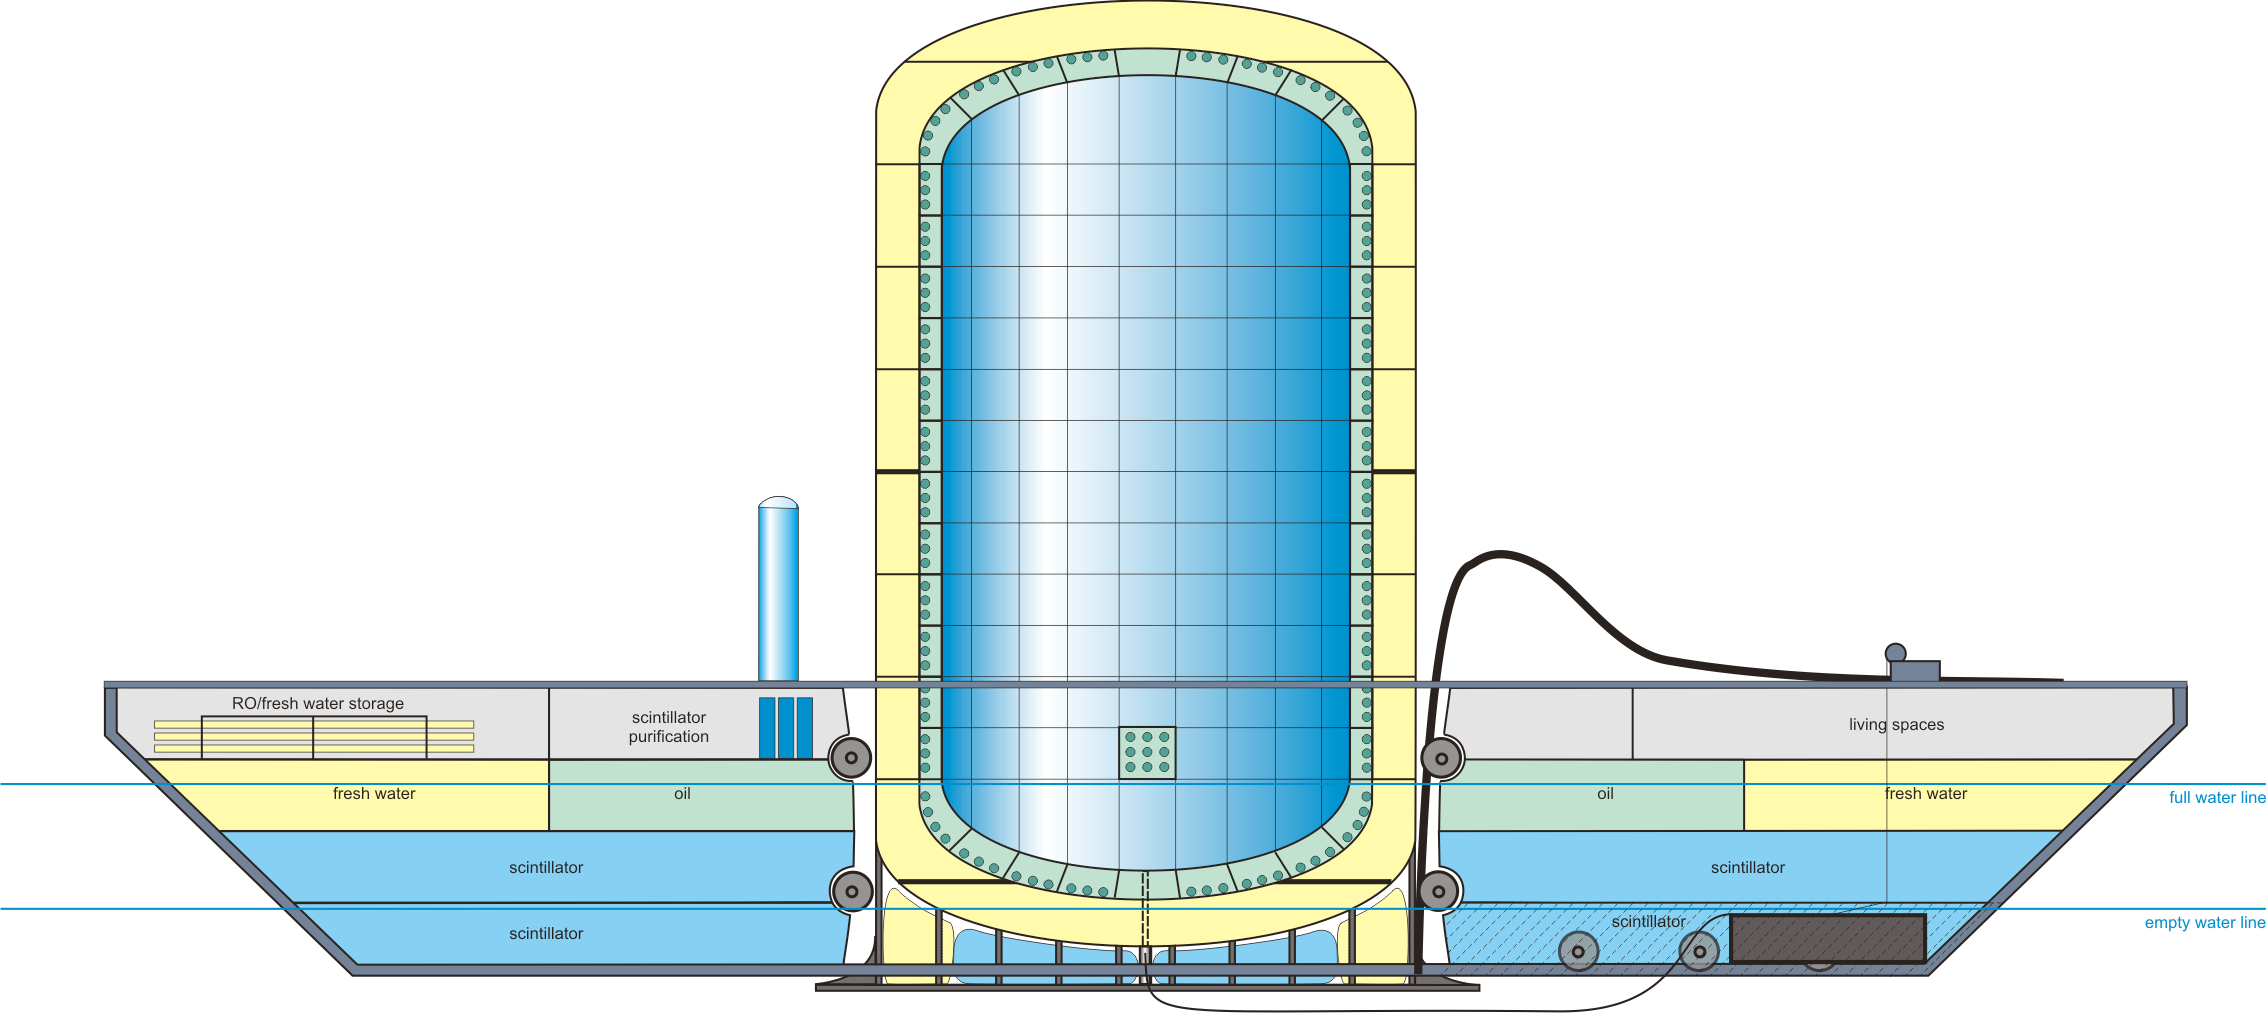 RO/fresh water storage
scintillator
purification
living spaces
fresh water
oil
oil
fresh water
full water line
scintillator
scintillator
scintillator
scintillator
empty water line